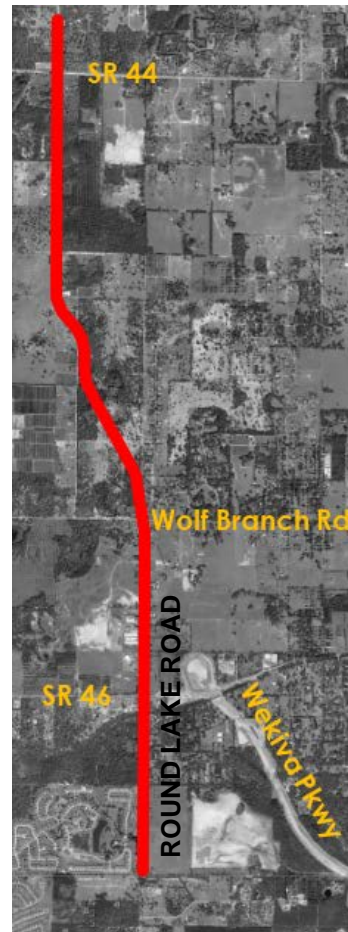 SR 44
Wolf Branch Rd
ROUND LAKE ROAD
SR 46
Wekiva Pkwy